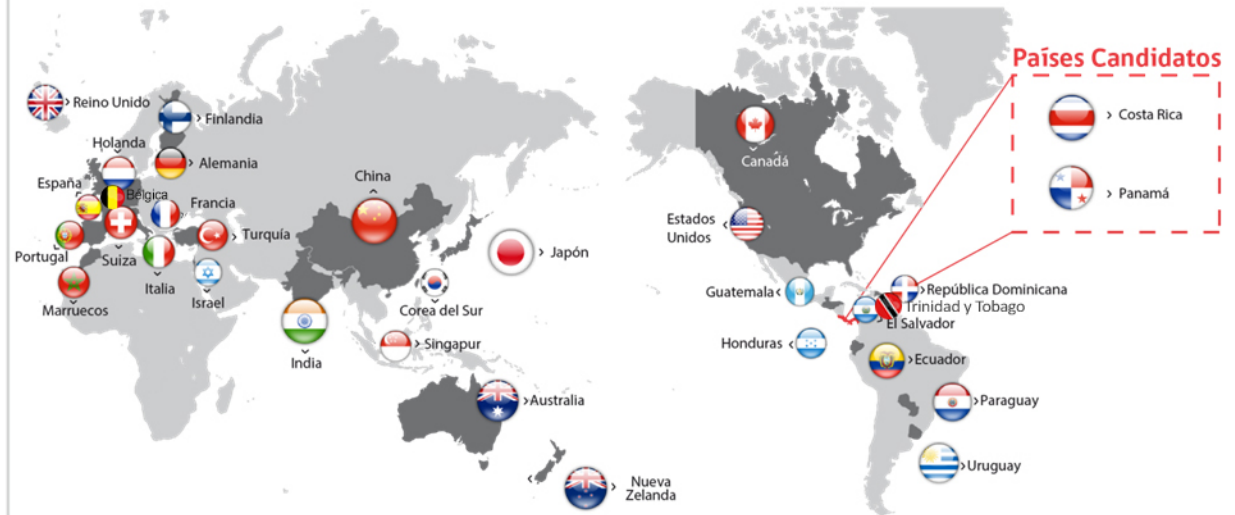 Países Candidatos
Costa Rica
Panamá
Reino Unido
Finlandia
Holanda
Alemania
España
Bélgica
Francia
Turquía
Portugal
Suiza
Italia
Israel
Marruecos
China
Japón
Corea del Sur
India
Singapur
Australia
Nueva
Zelanda
Canadá
Estados
Unidos
Guatemala
República Dominicana
Trinidad y Tobago
El Salvador
Honduras
Ecuador
Paraguay
Uruguay